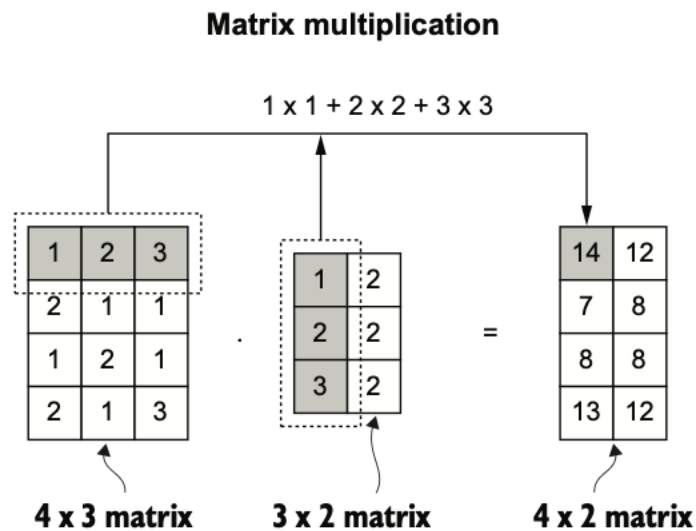 Matrix multiplication
1 x 1 + 2 x 2 + 3 x 3
1 2 3
2 1 1
1 2 1
2 1 3
.
1 2
2 2
3 2
=
14 12
7 8
8 8
13 12
4 x 3 matrix
3 x 2 matrix
4 x 2 matrix